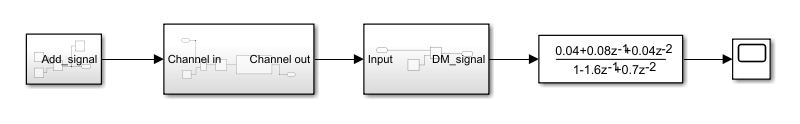 Add_signal
Channel in
Channel out
Input
DM_signal
0.04+0.08z-1+0.04z-2
1-1.6z-1+0.7z-2